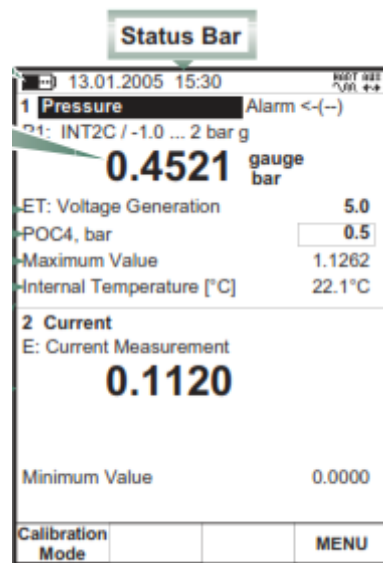 Status Bar
13.01.2005 15:30 HART
1 Pressure Alarm <-(--)
P1: INT2C / -1.0 ... 2 bar g
0.4521 gauge
bar
ET: Voltage Generation 5.0
POC4, bar 0.5
Maximum Value 1.1262
Internal Temperature [°C] 22.1°C
2 Current
E: Current Measurement
0.1120
Minimum Value 0.0000
Calibration
Mode MENU